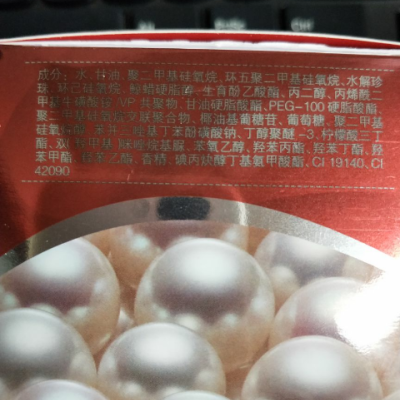 成分：水、甘油、聚二甲基硅氧烷、环五聚二甲基硅氧烷、水解珍
珠、环己硅氧烷、鲸蜡硬脂醇、生育酚乙酸酯、丙二醇、丙烯酰二
甲基牛磺酸铵/VP 共聚物、甘油硬脂酸酯、PEG-100硬脂酸酯、
聚二甲基硅氧烷交联聚合物、椰油基葡糖苷、葡萄糖、聚二甲基
硅氧烷醇、苯并三唑基丁苯酚磺酸钠、丁醇聚醚-3、柠檬酸三丁
酯、双（羟甲基）咪唑烷基脲、苯氧乙醇、羟苯丙酯、羟苯丁酯、羟
苯甲酯、羟苯乙酯、香精、碘丙炔醇丁基氨甲酸酯、CI 19140、CI
42090